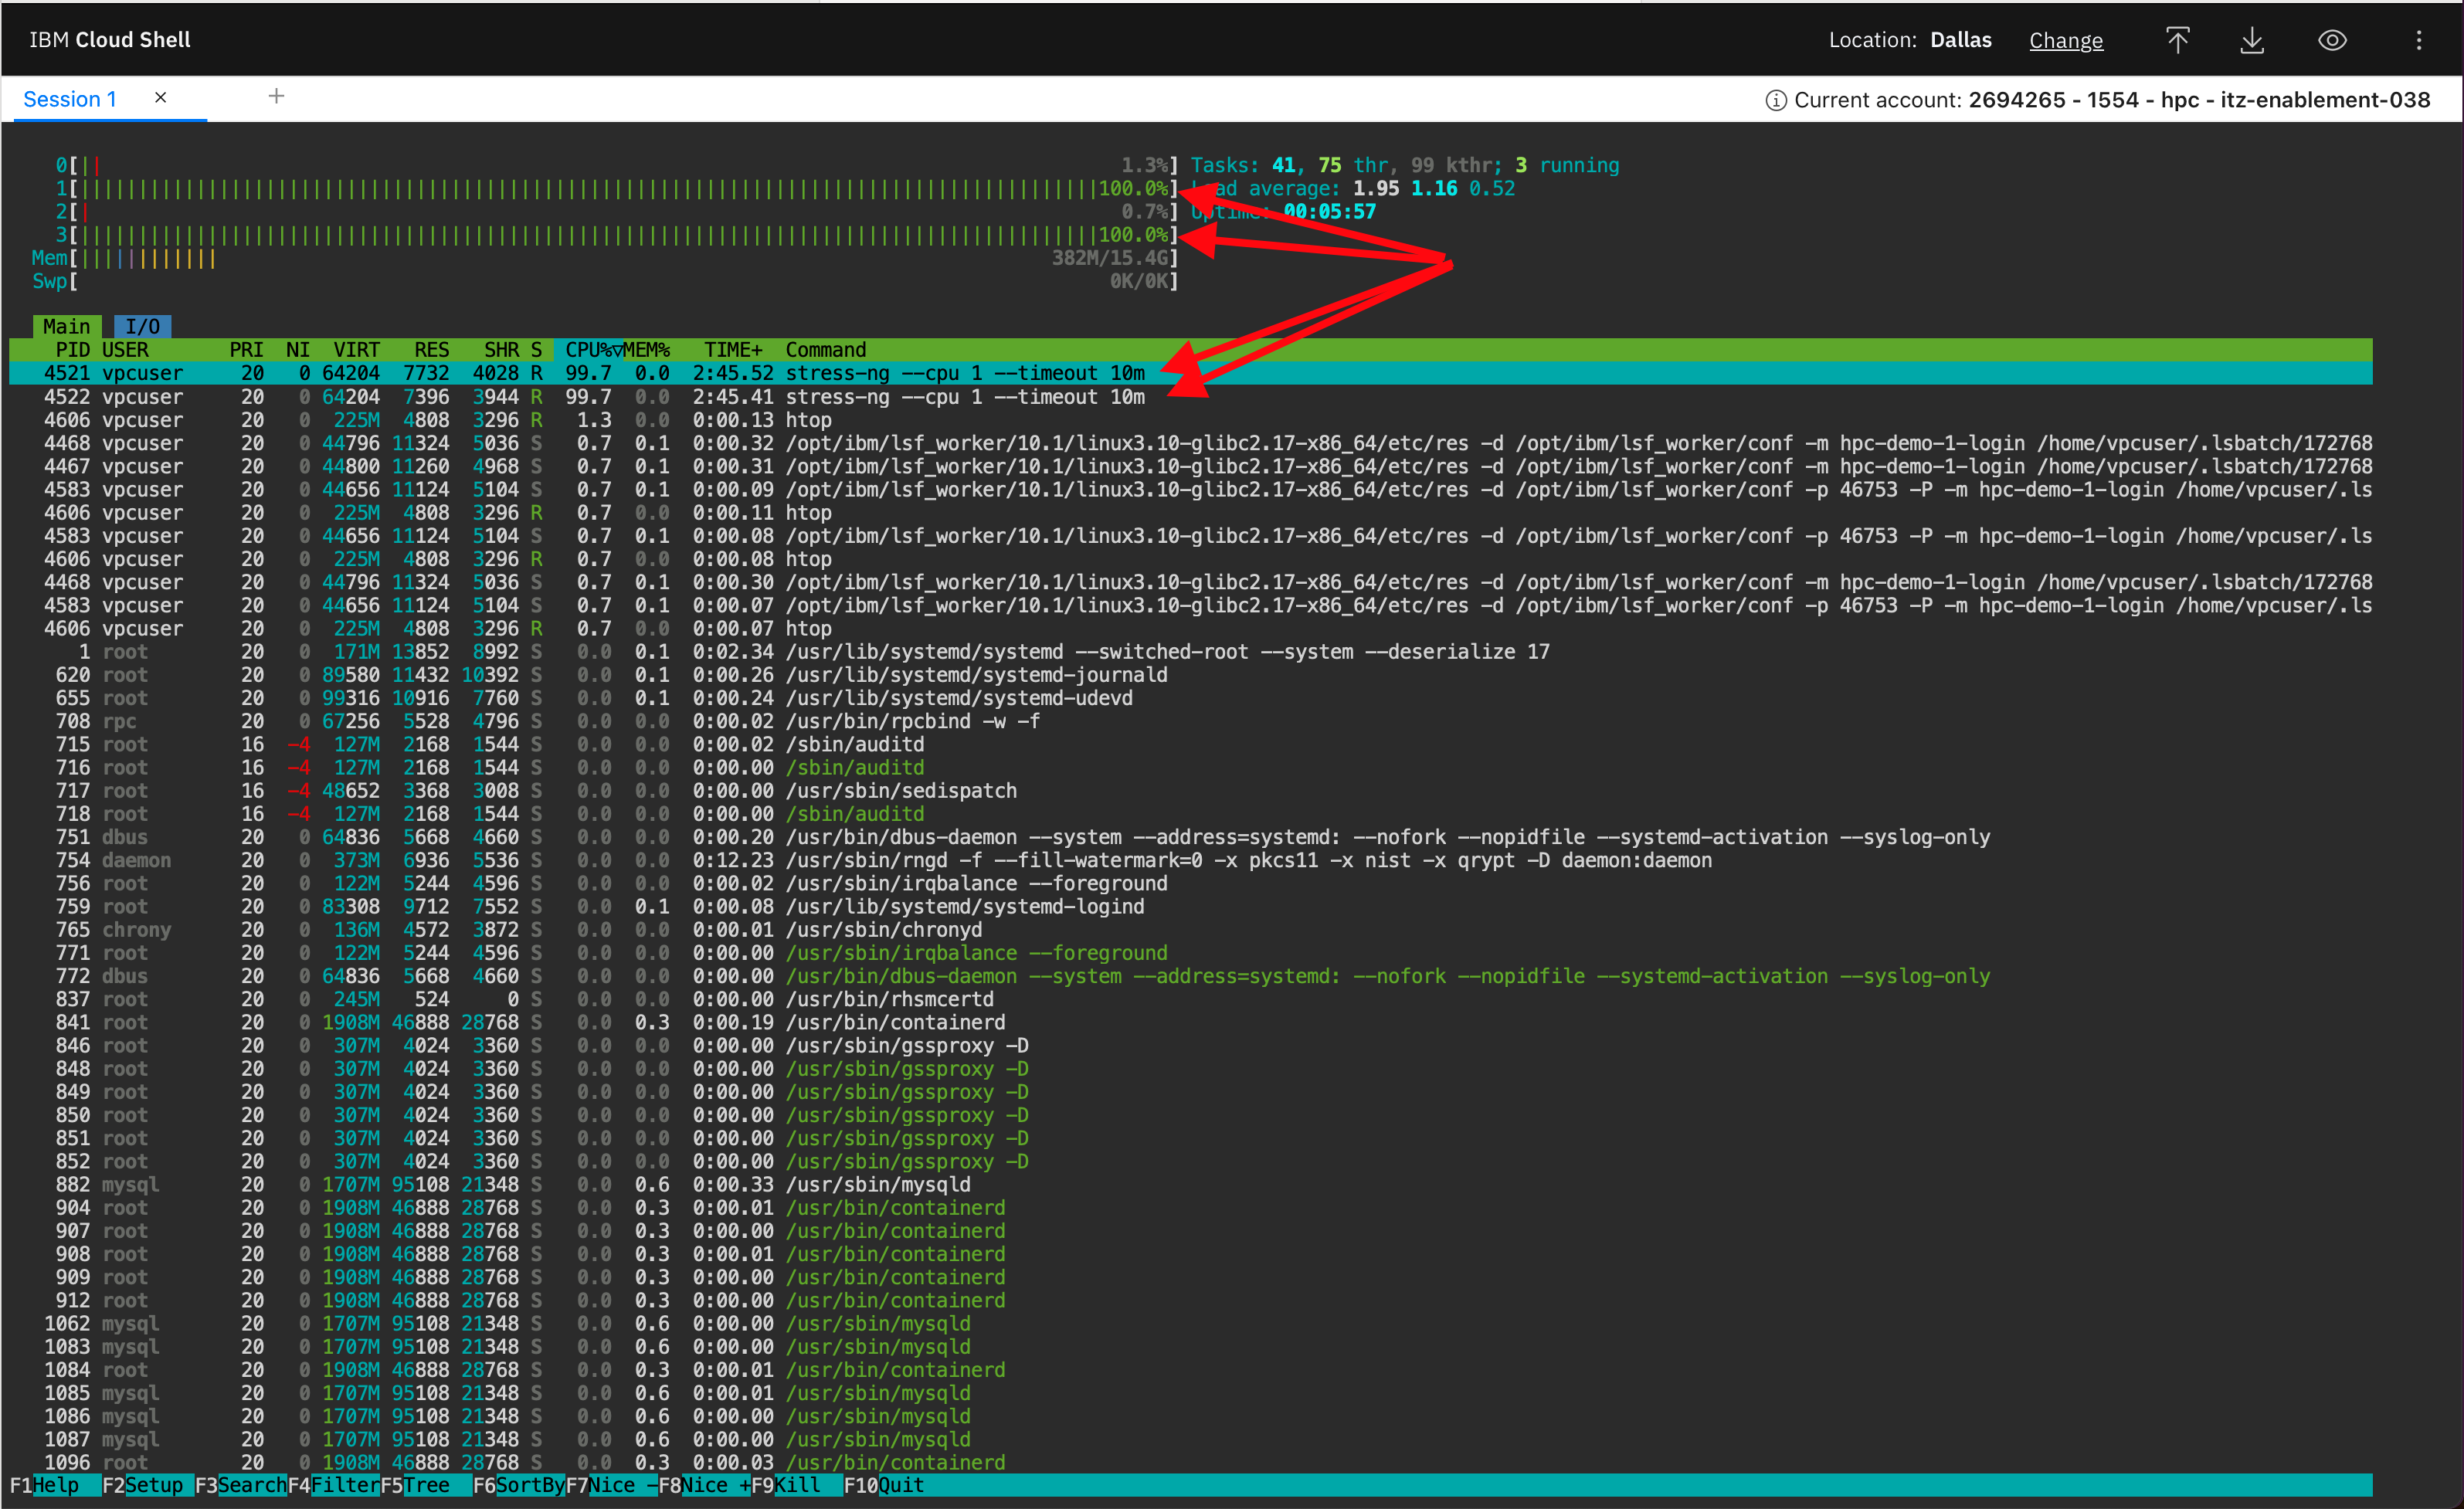 IBM Cloud Shell Location: Dallas Change
Session 1 × + Current account: 2694265 - 1554 - hpc - itz-enablement-038
0[|| 1.3%] Tasks: 41, 75 thr, 99 kthr; 3 running
1[||||||||||||||||||||||||||||||||||||||||||||||||||||||||||||||||||||||||||||||||||||||||100.0%] average: 1.95 1.16 0.52
2[| 0.7%] Uptime: 00:05:57
3[||||||||||||||||||||||||||||||||||||||||||||||||||||||||||||||||||||||||||||||||||||||||100.0%]
Mem[|||||||||||| 382M/15.4G]
Swp[ 0K/0K]
Main I/O
PID USER PRI NI VIRT RES SHR S CPU%▽MEM% TIME+ Command
4521 vpcuser 20 0 64204 7732 4028 R 99.7 0.0 2:45.52 stress-ng --cpu 1 --timeout 10m
4522 vpcuser 20 0 64204 7396 3944 R 99.7 0.0 2:45.41 stress-ng --cpu 1 --timeout 10m
4606 vpcuser 20 0 225M 4808 3296 R 1.3 0.0 0:00.13 htop
4468 vpcuser 20 0 44796 11324 5036 S 0.7 0.1 0:00.32 /opt/ibm/lsf_worker/10.1/linux3.10-glibc2.17-x86_64/etc/res -d /opt/ibm/lsf_worker/conf -m hpc-demo-1-login /home/vpcuser/.lsbatch/172768
4467 vpcuser 20 0 44800 11260 4968 S 0.7 0.1 0:00.31 /opt/ibm/lsf_worker/10.1/linux3.10-glibc2.17-x86_64/etc/res -d /opt/ibm/lsf_worker/conf -m hpc-demo-1-login /home/vpcuser/.lsbatch/172768
4583 vpcuser 20 0 44656 11124 5104 S 0.7 0.1 0:00.09 /opt/ibm/lsf_worker/10.1/linux3.10-glibc2.17-x86_64/etc/res -d /opt/ibm/lsf_worker/conf -p 46753 -P -m hpc-demo-1-login /home/vpcuser/.ls
4606 vpcuser 20 0 225M 4808 3296 R 0.7 0.0 0:00.11 htop
4583 vpcuser 20 0 44656 11124 5104 S 0.7 0.1 0:00.08 /opt/ibm/lsf_worker/10.1/linux3.10-glibc2.17-x86_64/etc/res -d /opt/ibm/lsf_worker/conf -p 46753 -P -m hpc-demo-1-login /home/vpcuser/.ls
4606 vpcuser 20 0 225M 4808 3296 R 0.7 0.0 0:00.08 htop
4468 vpcuser 20 0 44796 11324 5036 S 0.7 0.1 0:00.30 /opt/ibm/lsf_worker/10.1/linux3.10-glibc2.17-x86_64/etc/res -d /opt/ibm/lsf_worker/conf -m hpc-demo-1-login /home/vpcuser/.lsbatch/172768
4583 vpcuser 20 0 44656 11124 5104 S 0.7 0.1 0:00.07 /opt/ibm/lsf_worker/10.1/linux3.10-glibc2.17-x86_64/etc/res -d /opt/ibm/lsf_worker/conf -p 46753 -P -m hpc-demo-1-login /home/vpcuser/.ls
4606 vpcuser 20 0 225M 4808 3296 R 0.7 0.0 0:00.07 htop
1 root 20 0 171M 13852 8992 S 0.0 0.1 0:02.34 /usr/lib/systemd/systemd --switched-root --system --deserialize 17
620 root 20 0 89580 11432 10392 S 0.0 0.1 0:00.26 /usr/lib/systemd/systemd-journald
655 root 20 0 99316 10916 7760 S 0.0 0.1 0:00.24 /usr/lib/systemd/systemd-udevd
708 rpc 20 0 67256 5528 4796 S 0.0 0.0 0:00.02 /usr/bin/rpcbind -w -f
715 root 16 -4 127M 2168 1544 S 0.0 0.0 0:00.02 /sbin/auditd
716 root 16 -4 127M 2168 1544 S 0.0 0.0 0:00.00 /sbin/auditd
717 root 16 -4 48652 3368 3008 S 0.0 0.0 0:00.00 /usr/sbin/sedispatch
718 root 16 -4 127M 2168 1544 S 0.0 0.0 0:00.00 /sbin/auditd
751 dbus 20 0 64836 5668 4660 S 0.0 0.0 0:00.20 /usr/bin/dbus-daemon --system --address=systemd: --nofork --nopidfile --systemd-activation --syslog-only
754 daemon 20 0 373M 6936 5536 S 0.0 0.0 0:12.23 /usr/sbin/rngd -f --fill-watermark=0 -x pkcs11 -x nist -x qrypt -D daemon:daemon
756 root 20 0 122M 5244 4596 S 0.0 0.0 0:00.02 /usr/sbin/irqbalance --foreground
759 root 20 0 83308 9712 7552 S 0.0 0.1 0:00.08 /usr/lib/systemd/systemd-logind
765 chrony 20 0 136M 4572 3872 S 0.0 0.0 0:00.01 /usr/sbin/chronyd
771 root 20 0 122M 5244 4596 S 0.0 0.0 0:00.00 /usr/sbin/irqbalance --foreground
772 dbus 20 0 64836 5668 4660 S 0.0 0.0 0:00.00 /usr/bin/dbus-daemon --system --address=systemd: --nofork --nopidfile --systemd-activation --syslog-only
837 root 20 0 245M 524 0 S 0.0 0.0 0:00.00 /usr/bin/rhsmcertd
841 root 20 0 1908M 46888 28768 S 0.0 0.3 0:00.19 /usr/bin/containerd
846 root 20 0 307M 4024 3360 S 0.0 0.0 0:00.00 /usr/sbin/gssproxy -D
848 root 20 0 307M 4024 3360 S 0.0 0.0 0:00.00 /usr/sbin/gssproxy -D
849 root 20 0 307M 4024 3360 S 0.0 0.0 0:00.00 /usr/sbin/gssproxy -D
850 root 20 0 307M 4024 3360 S 0.0 0.0 0:00.00 /usr/sbin/gssproxy -D
851 root 20 0 307M 4024 3360 S 0.0 0.0 0:00.00 /usr/sbin/gssproxy -D
852 root 20 0 307M 4024 3360 S 0.0 0.0 0:00.00 /usr/sbin/gssproxy -D
882 mysql 20 0 1707M 95108 21348 S 0.0 0.6 0:00.33 /usr/sbin/mysqld
904 root 20 0 1908M 46888 28768 S 0.0 0.3 0:00.01 /usr/bin/containerd
907 root 20 0 1908M 46888 28768 S 0.0 0.3 0:00.00 /usr/bin/containerd
908 root 20 0 1908M 46888 28768 S 0.0 0.3 0:00.01 /usr/bin/containerd
909 root 20 0 1908M 46888 28768 S 0.0 0.3 0:00.00 /usr/bin/containerd
912 root 20 0 1908M 46888 28768 S 0.0 0.3 0:00.00 /usr/bin/containerd
1062 mysql 20 0 1707M 95108 21348 S 0.0 0.6 0:00.00 /usr/sbin/mysqld
1083 mysql 20 0 1707M 95108 21348 S 0.0 0.6 0:00.00 /usr/sbin/mysqld
1084 root 20 0 1908M 46888 28768 S 0.0 0.3 0:00.01 /usr/bin/containerd
1085 mysql 20 0 1707M 95108 21348 S 0.0 0.6 0:00.01 /usr/sbin/mysqld
1086 mysql 20 0 1707M 95108 21348 S 0.0 0.6 0:00.00 /usr/sbin/mysqld
1087 mysql 20 0 1707M 95108 21348 S 0.0 0.6 0:00.00 /usr/sbin/mysqld
1096 root 20 0 1908M 46888 28768 S 0.0 0.3 0:00.03 /usr/bin/containerd
F1Help F2Setup F3SearchF4FilterF5Tree F6SortByF7Nice -F8Nice +F9Kill F10Quit